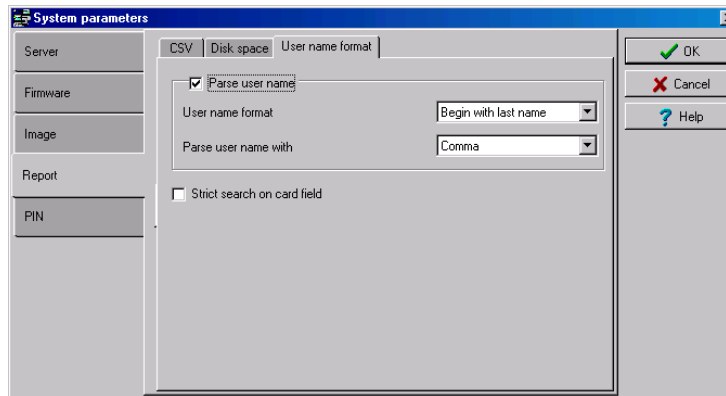 System parameters
Server
Firmware
Image
Report
PIN
CSV Disk space User name format
Parse user name
User name format Begin with last name
Parse user name with Comma
Strict search on card field
OK
Cancel
? Help